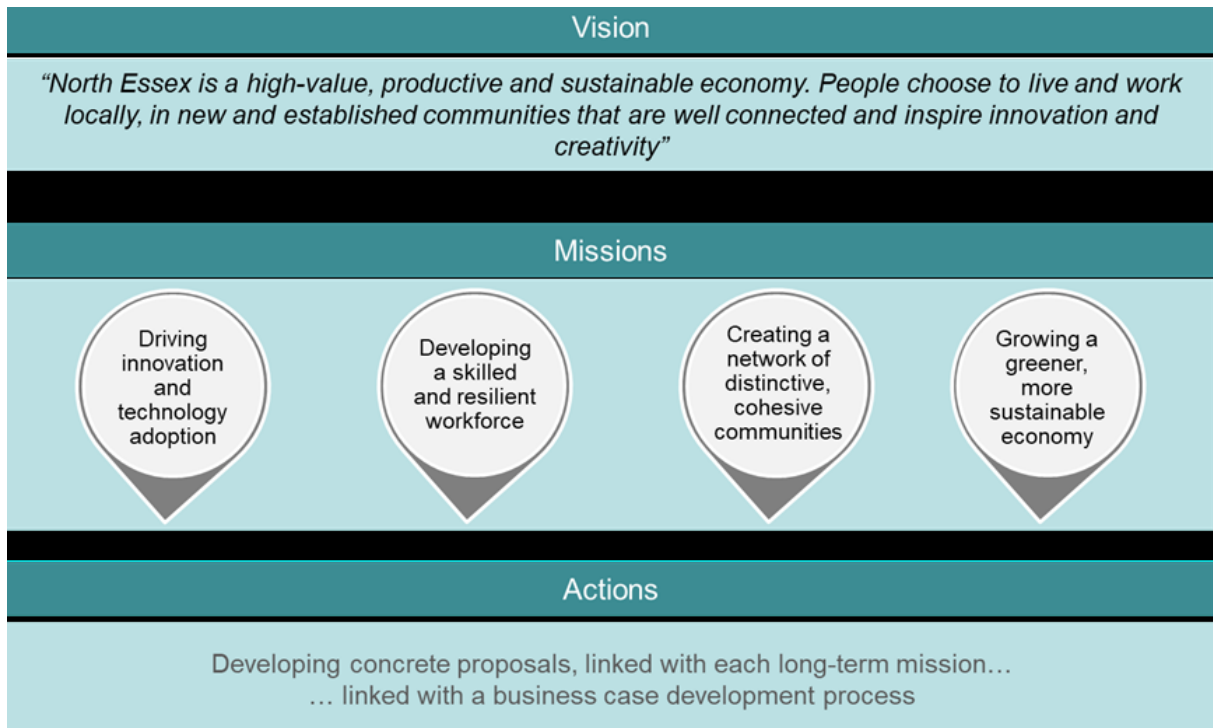 Vision
“North Essex is a high-value, productive and sustainable economy. People choose to live and work
locally, in new and established communities that are well connected and inspire innovation and
creativity”
Missions
Driving
innovation
and
technology
adoption
Developing
a skilled
and resilient
workforce
Creating a
network of
distinctive,
cohesive
communities
Growing a
greener,
more
sustainable
economy
Actions
Developing concrete proposals, linked with each long-term mission…
… linked with a business case development process